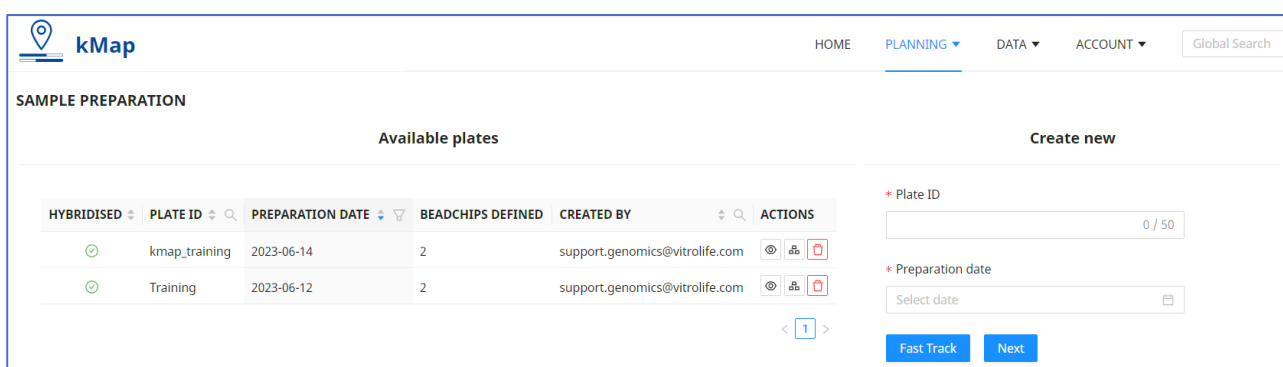 kMap
HOME PLANNING DATA ACCOUNT Global Search
SAMPLE PREPARATION
Available plates
HYBRIDISED PLATE ID PREPARATION DATE BEADCHIPS DEFINED CREATED BY ACTIONS
kmap_training 2023-06-14 2 support.genomics@vitrolife.com
Training 2023-06-12 2 support.genomics@vitrolife.com
< 1 >
Create new
* Plate ID
0 / 50
* Preparation date
Select date
Fast Track Next